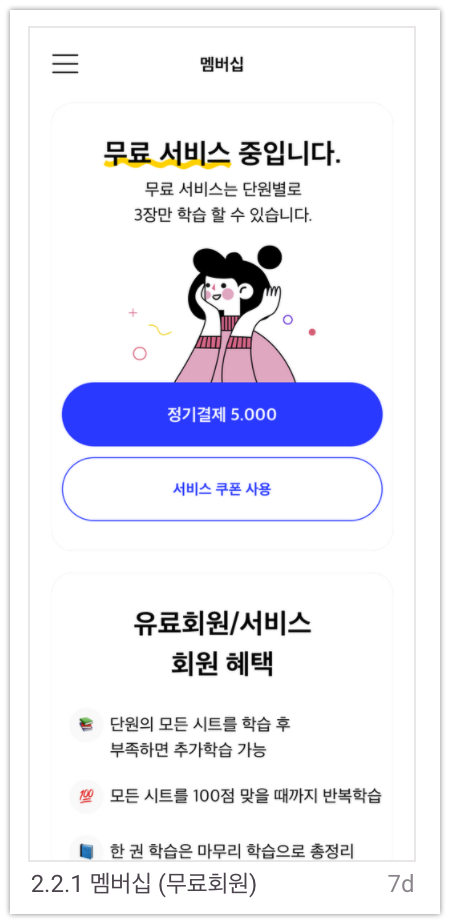 멤버십
무료 서비스 중입니다.
무료 서비스는 단원별로
3장만 학습 할 수 있습니다.
정기결제 5.000
서비스 쿠폰 사용
유료회원/서비스
회원 혜택
단원의 모든 시트를 학습 후
부족하면 추가학습 가능
모든 시트를 100점 맞을 때까지 반복학습
한 권 학습은 마무리 학습으로 총정리
2.2.1 멤버십 (무료회원) 7d